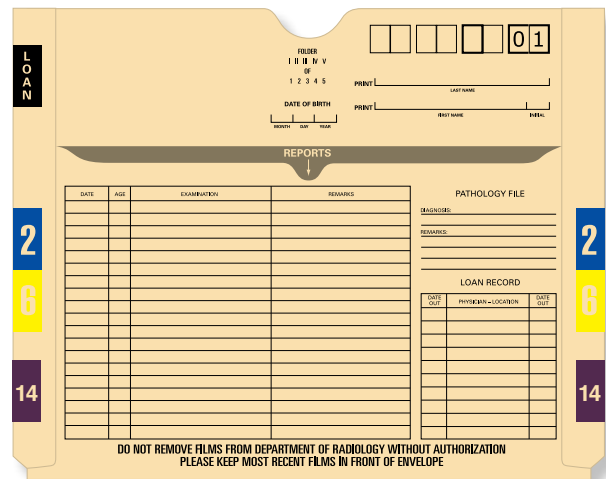 LOAN
FOLDER
I II III IV V
OF
1 2 3 4 5
DATE OF BIRTH
MONTH DAY YEAR
0 1
PRINT
LAST NAME
PRINT
FIRST NAME INITIAL
REPORTS
DATE AGE EXAMINATION REMARKS
PATHOLOGY FILE
DIAGNOSIS:
REMARKS:
LOAN RECORD
DATE OUT PHYSICIAN – LOCATION DATE OUT
2
6
14
2
6
14
DO NOT REMOVE FILMS FROM DEPARTMENT OF RADIOLOGY WITHOUT AUTHORIZATION
PLEASE KEEP MOST RECENT FILMS IN FRONT OF ENVELOPE